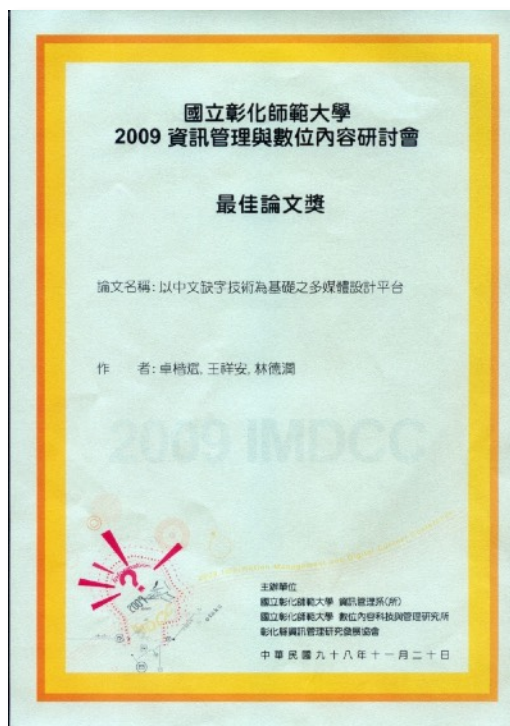 國立彰化師範大學
2009 資訊管理與數位內容研討會
最佳論文獎
論文名稱: 以中文缺字技術為基礎之多媒體設計平台
作 者: 卓楷焜, 王祥安, 林德潤
2009 IMDCC
主辦單位
國立彰化師範大學 資訊管理系(所)
國立彰化師範大學 數位內容科技與管理研究所
彰化縣資訊管理研究發展協會
中華民國九十八年十一月二十日